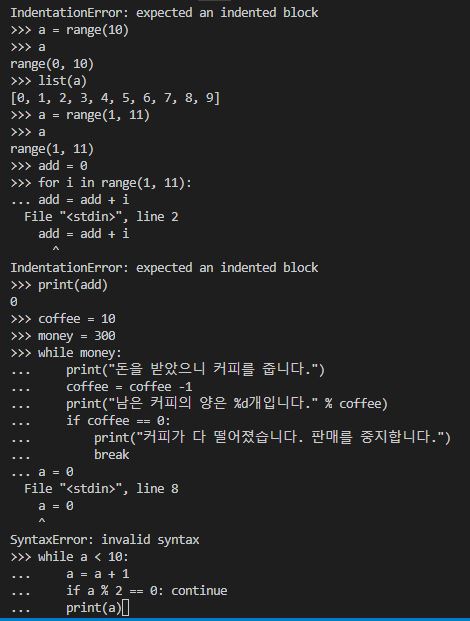 IndentationError: expected an indented block
>>> a = range(10)
>>> a
range(0, 10)
>>> list(a)
[0, 1, 2, 3, 4, 5, 6, 7, 8, 9]
>>> a = range(1, 11)
>>> a
range(1, 11)
>>> add = 0
>>> for i in range(1, 11):
... add = add + i
  File "<stdin>", line 2
    add = add + i
      ^
IndentationError: expected an indented block
>>> print(add)
0
>>> coffee = 10
>>> money = 300
>>> while money:
...     print("돈을 받았으니 커피를 줍니다.")
...     coffee = coffee -1
...     print("남은 커피의 양은 %d개입니다." % coffee)
...     if coffee == 0:
...         print("커피가 다 떨어졌습니다. 판매를 중지합니다.")
...         break
... a = 0
  File "<stdin>", line 8
    a = 0
    ^
SyntaxError: invalid syntax
>>> while a < 10:
...     a = a + 1
...     if a % 2 == 0: continue
...     print(a)